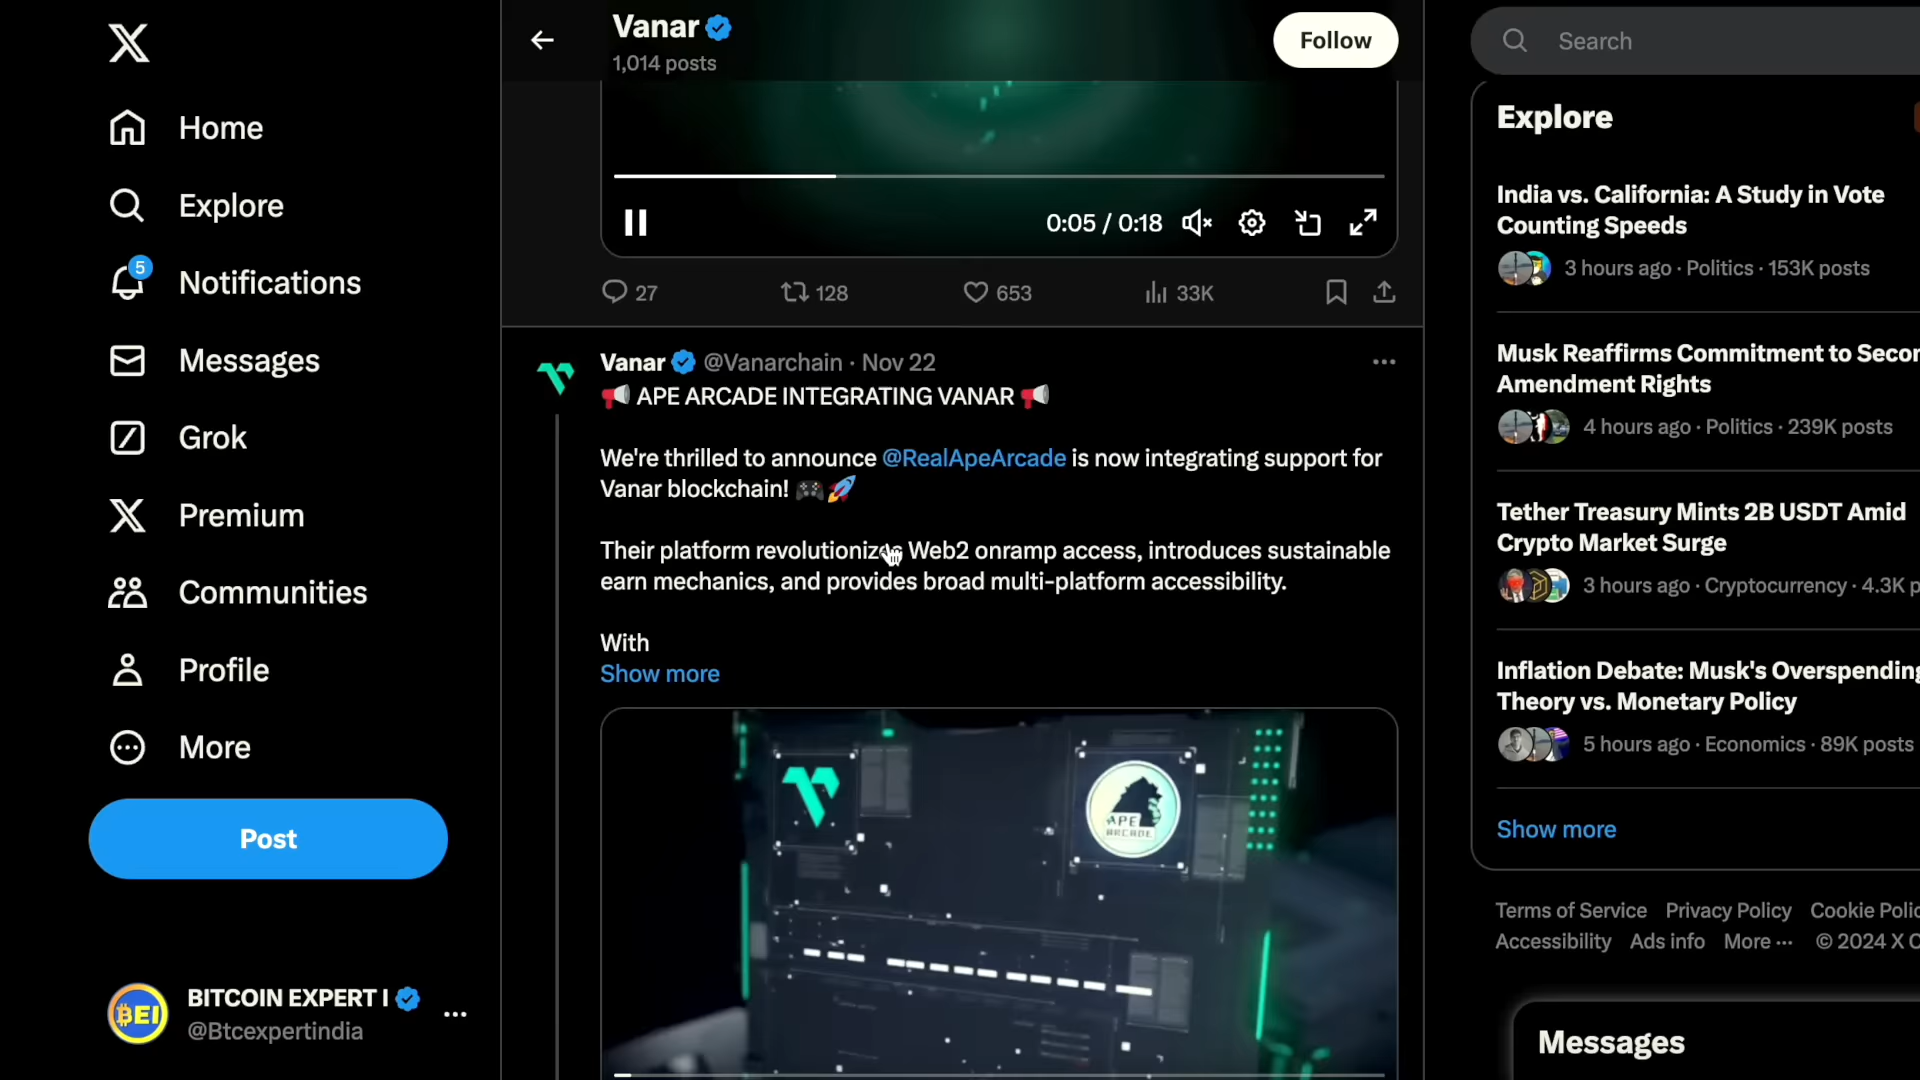 Home
Explore
5
Notifications
Messages
Grok
Premium
Communities
Profile
More
Post
BITCOIN EXPERT I
@Btcexpertindia
Vanar
1,014 posts
Follow
0:05 / 0:18
27
128
653
33K
Vanar @Vanarchain · Nov 22
📢 APE ARCADE INTEGRATING VANAR 📢
We're thrilled to announce @RealApeArcade is now integrating support for
Vanar blockchain! 🎮🚀
Their platform revolutionizes Web2 onramp access, introduces sustainable
earn mechanics, and provides broad multi-platform accessibility.
With
Show more
APE
ARCADE
Search
Explore
India vs. California: A Study in Vote
Counting Speeds
3 hours ago · Politics · 153K posts
Musk Reaffirms Commitment to Secon
Amendment Rights
4 hours ago · Politics · 239K posts
Tether Treasury Mints 2B USDT Amid
Crypto Market Surge
3 hours ago · Cryptocurrency · 4.3K p
Inflation Debate: Musk's Overspending
Theory vs. Monetary Policy
5 hours ago · Economics · 89K posts
Show more
Terms of Service Privacy Policy Cookie Polic
Accessibility Ads info More ··· © 2024 X C
Messages